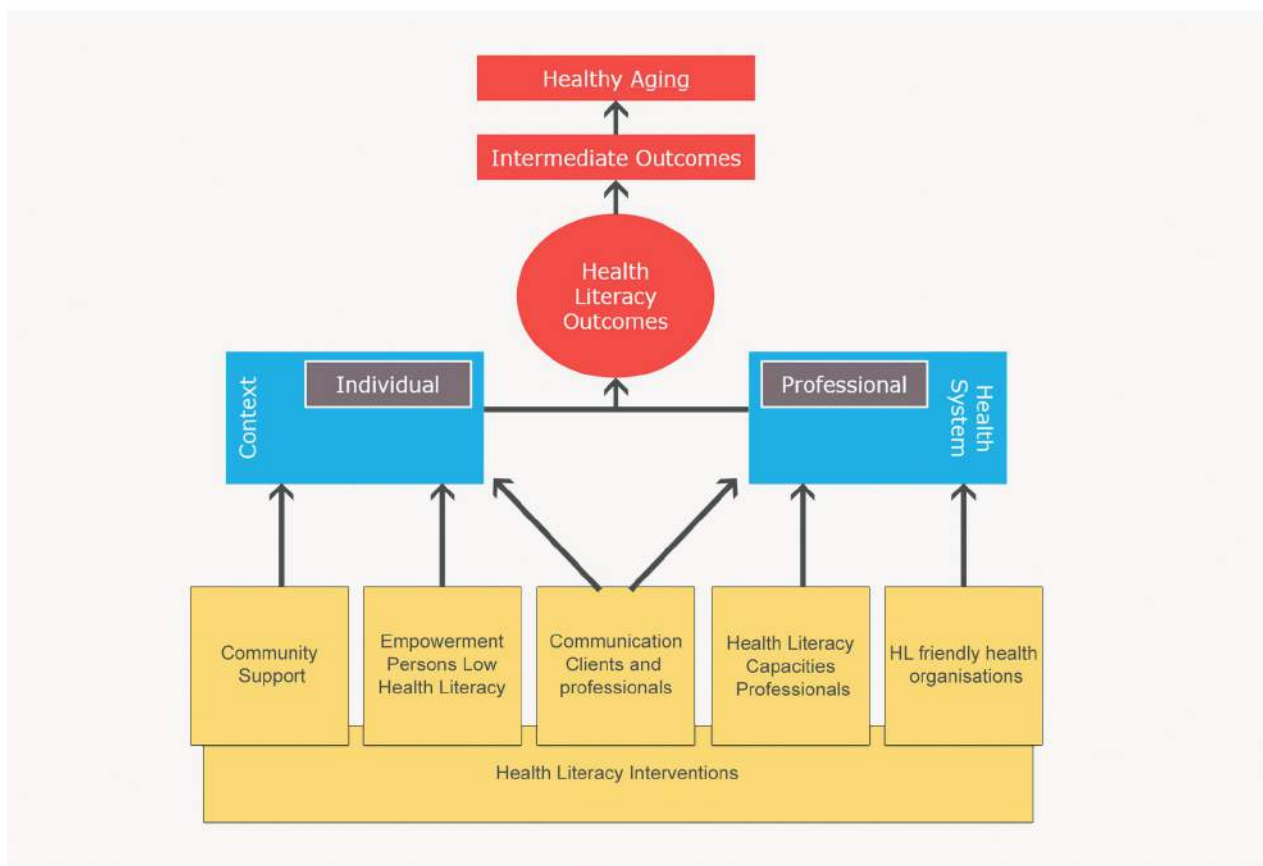 Healthy Aging
Intermediate Outcomes
Health
Literacy
Outcomes
Context
Individual
Professional
Health
System
Community
Support
Empowerment
Persons Low
Health Literacy
Communication
Clients and
professionals
Health Literacy
Capacities
Professionals
HL friendly health
organisations
Health Literacy Interventions